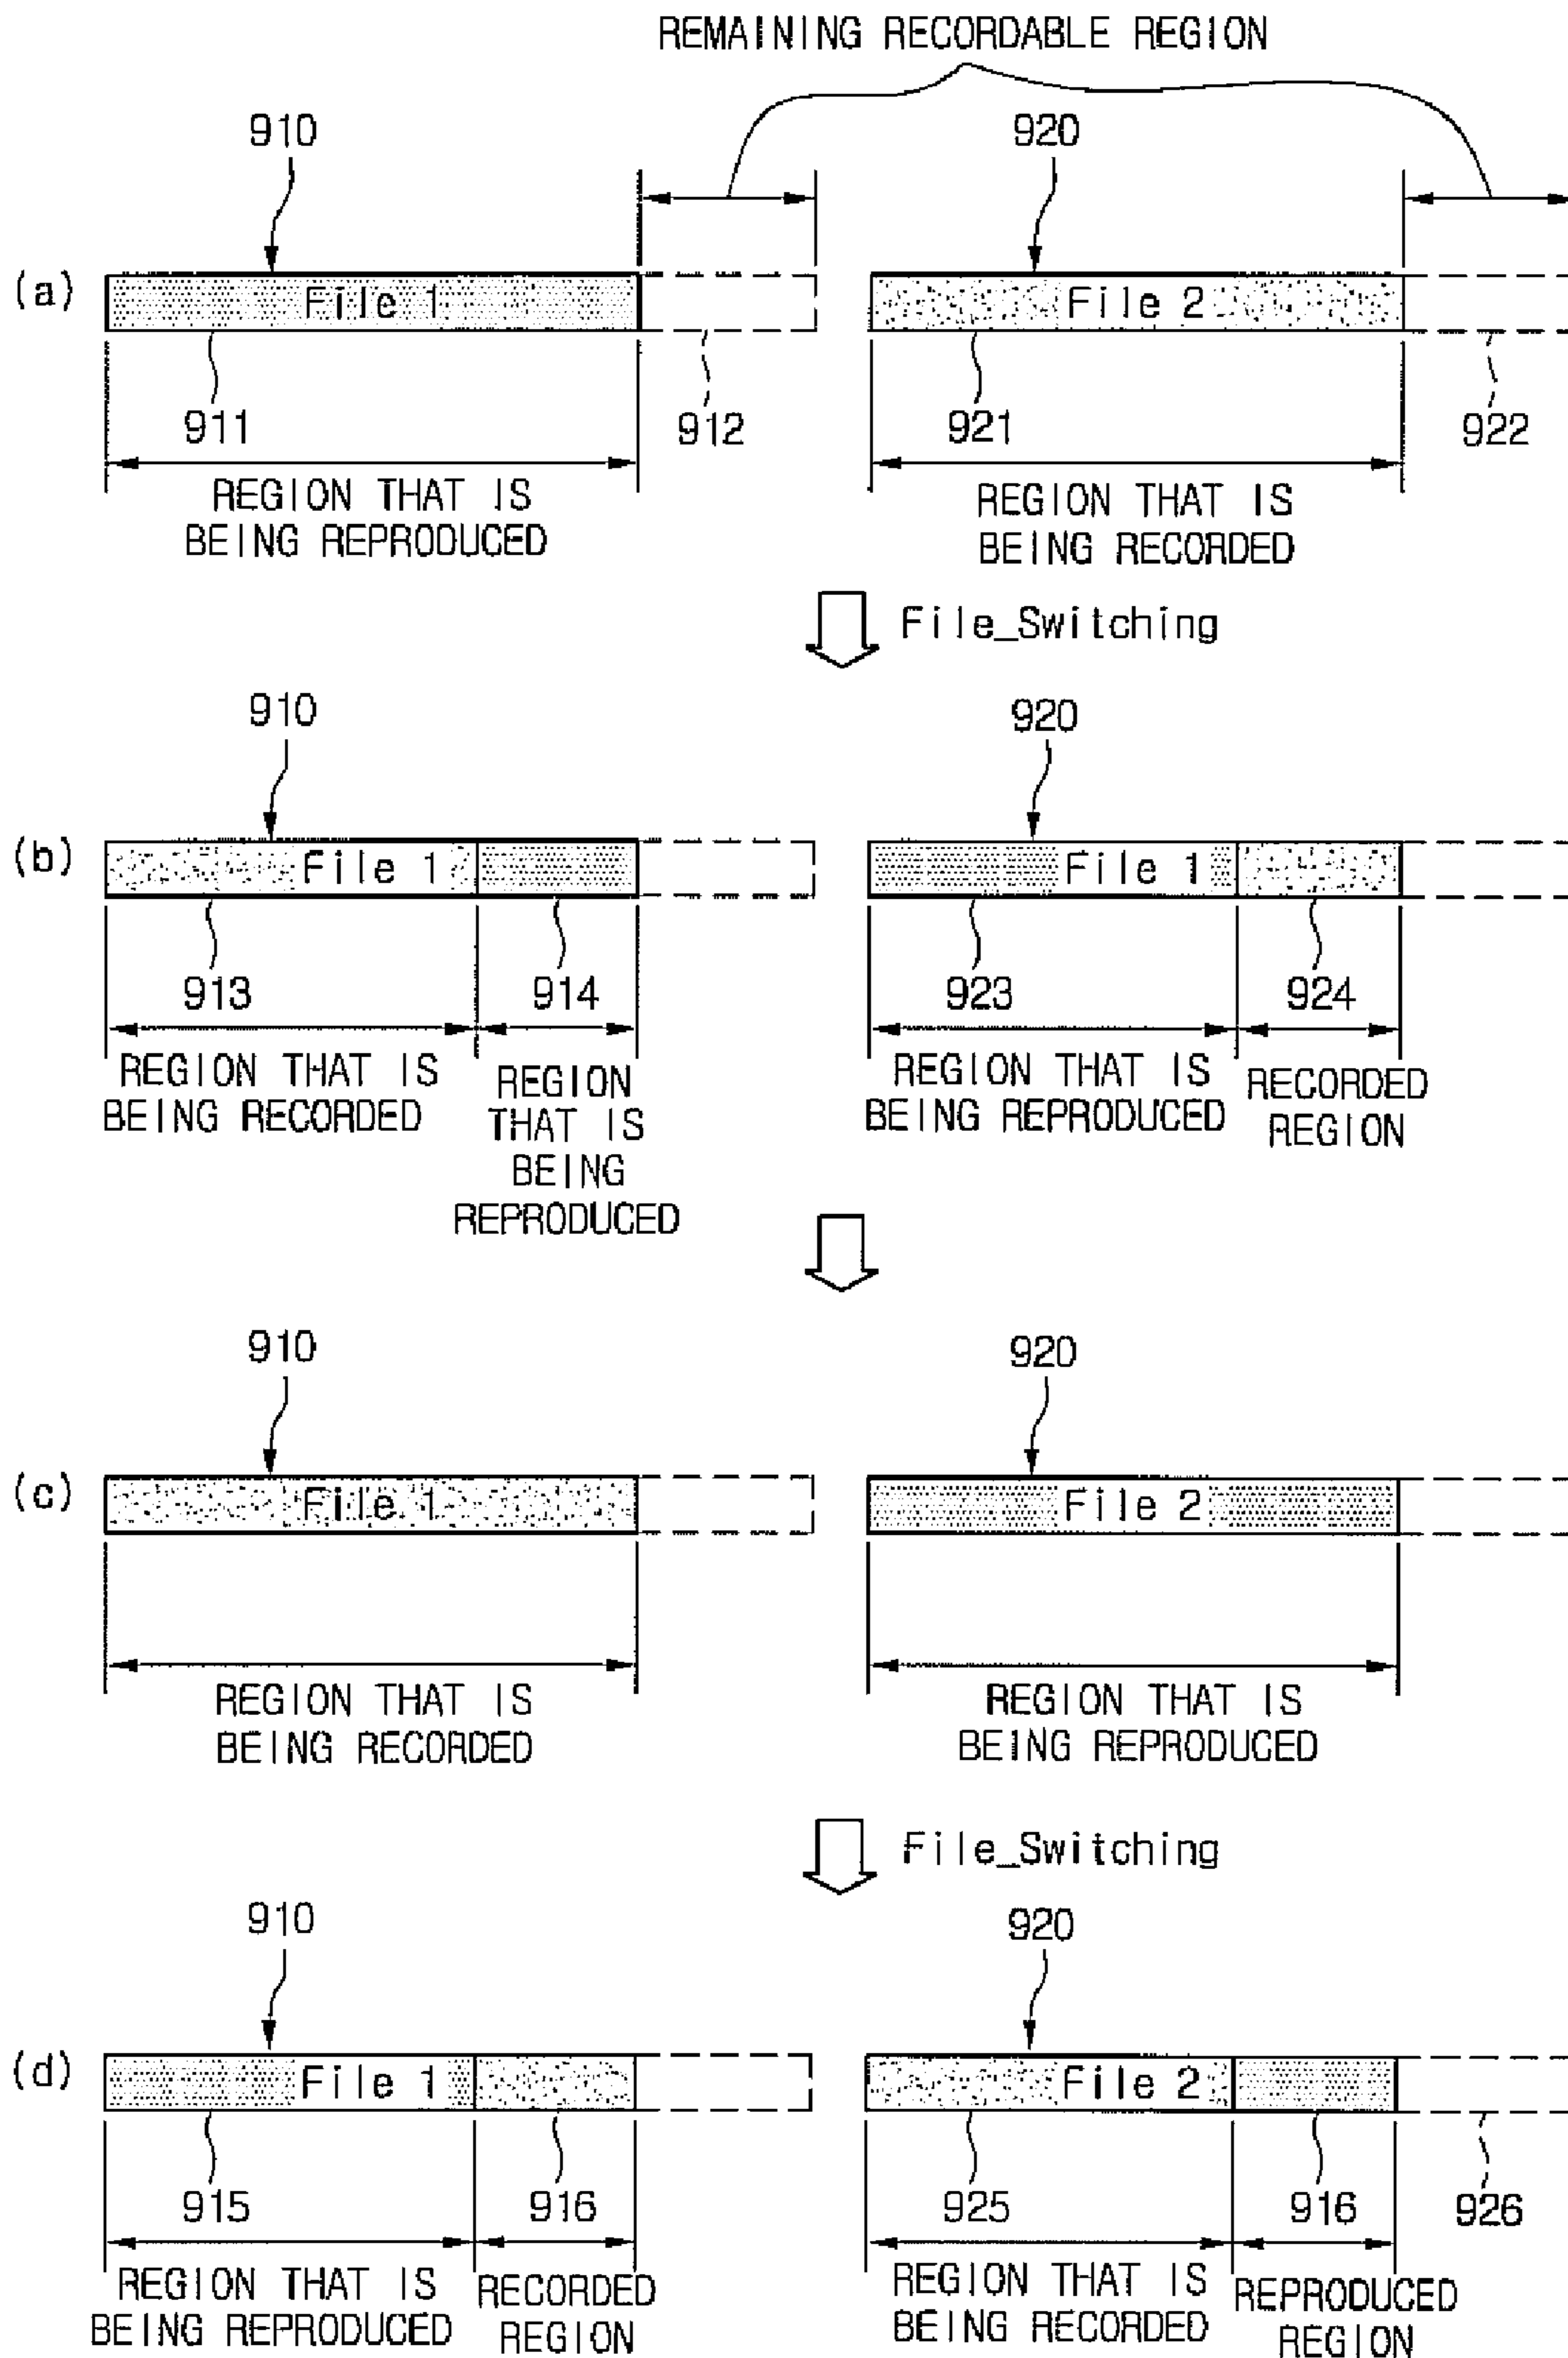 REMAINING RECORDABLE REGION
910
920
(a)
File 1
File 2
911
912
921
922
REGION THAT IS
BEING REPRODUCED
REGION THAT IS
BEING RECORDED
File_Switching
910
920
(b)
File 1
File 1
913
914
923
924
REGION THAT IS
BEING RECORDED
REGION
THAT IS
BEING
REPRODUCED
REGION THAT IS
BEING REPRODUCED
RECORDED
REGION
910
920
(c)
File 1
File 2
REGION THAT IS
BEING RECORDED
REGION THAT IS
BEING REPRODUCED
File_Switching
910
920
(d)
File 1
File 2
915
916
925
916
926
REGION THAT IS
BEING REPRODUCED
RECORDED
REGION
REGION THAT IS
BEING RECORDED
REPRODUCED
REGION